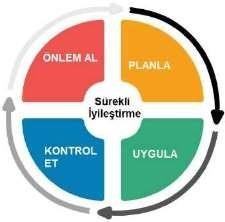 ÖNLEM AL
PLANLA
Sürekli
İyileştirme
KONTROL
ET
UYGULA